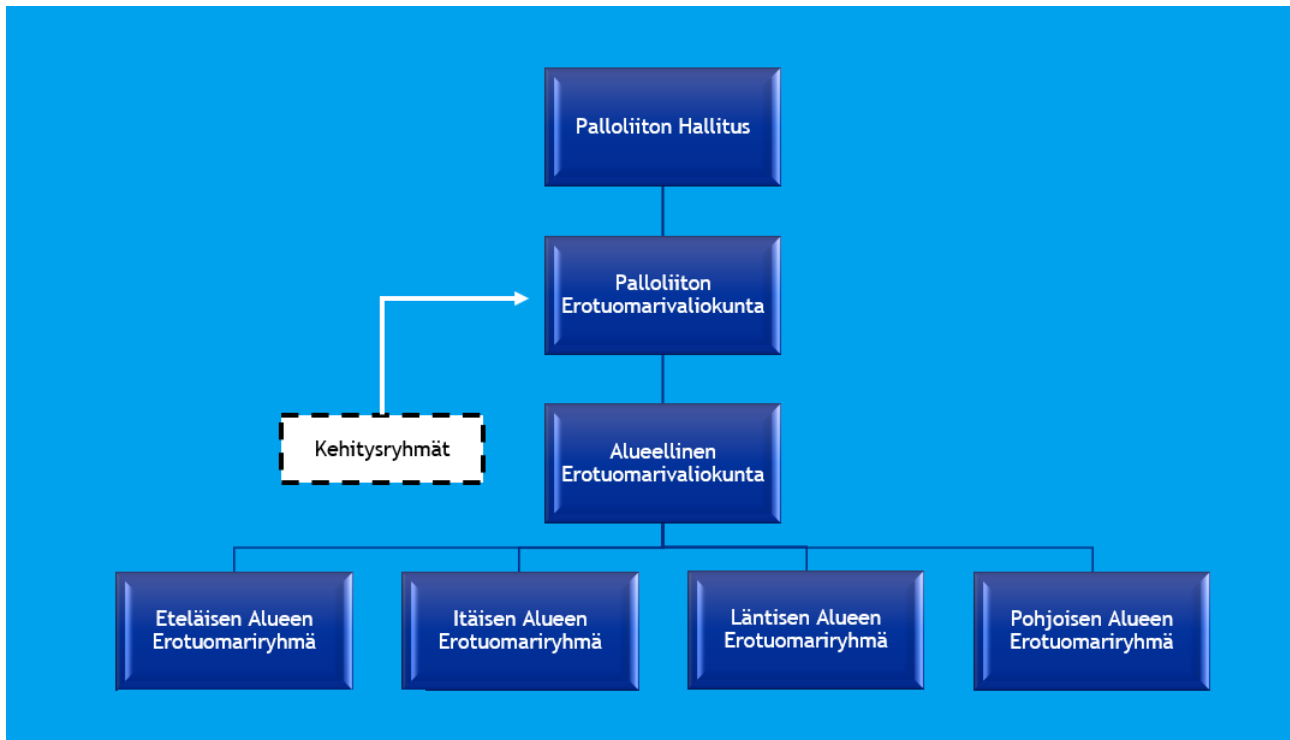 Palloliiton Hallitus
Palloliiton
Erotuomarivaliokunta
Kehitysryhmät
Alueellinen
Erotuomarivaliokunta
Eteläisen Alueen
Erotuomariryhmä
Itäisen Alueen
Erotuomariryhmä
Läntisen Alueen
Erotuomariryhmä
Pohjoisen Alueen
Erotuomariryhmä